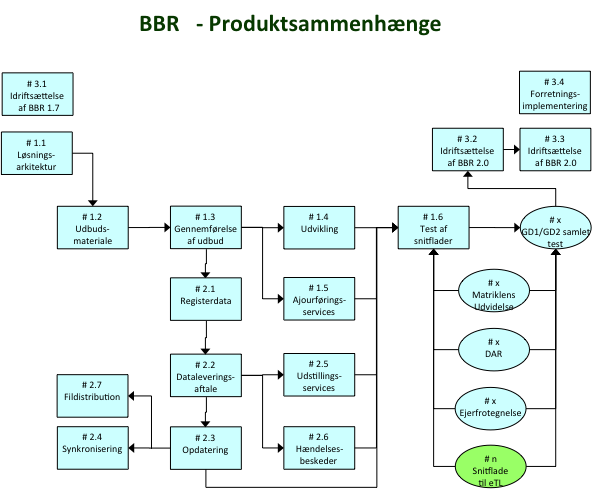 BBR - Produktsammenhænge
# 3.1
Idriftsættelse
af BBR 1.7
# 3.4
Forretnings-
implementering
# 1.1
Løsnings-
arkitektur
# 3.2
Idriftsættelse
af BBR 2.0
# 3.3
Idriftsættelse
af BBR 2.0
# 1.2
Udbuds-
materiale
# 1.3
Gennemførelse
af udbud
# 1.4
Udvikling
# 1.6
Test af
snitflader
# x
GD1/GD2 samlet
test
# 2.1
Registerdata
# 1.5
Ajourførings-
services
# x
Matriklens
Udvidelse
# x
DAR
# 2.2
Dataleverings-
aftale
# 2.5
Udstillings-
services
# 2.7
Fildistribution
# x
Ejerfrotegnelse
# 2.4
Synkronisering
# 2.3
Opdatering
# 2.6
Hændelses-
beskeder
# n
Snitflade
til eTL